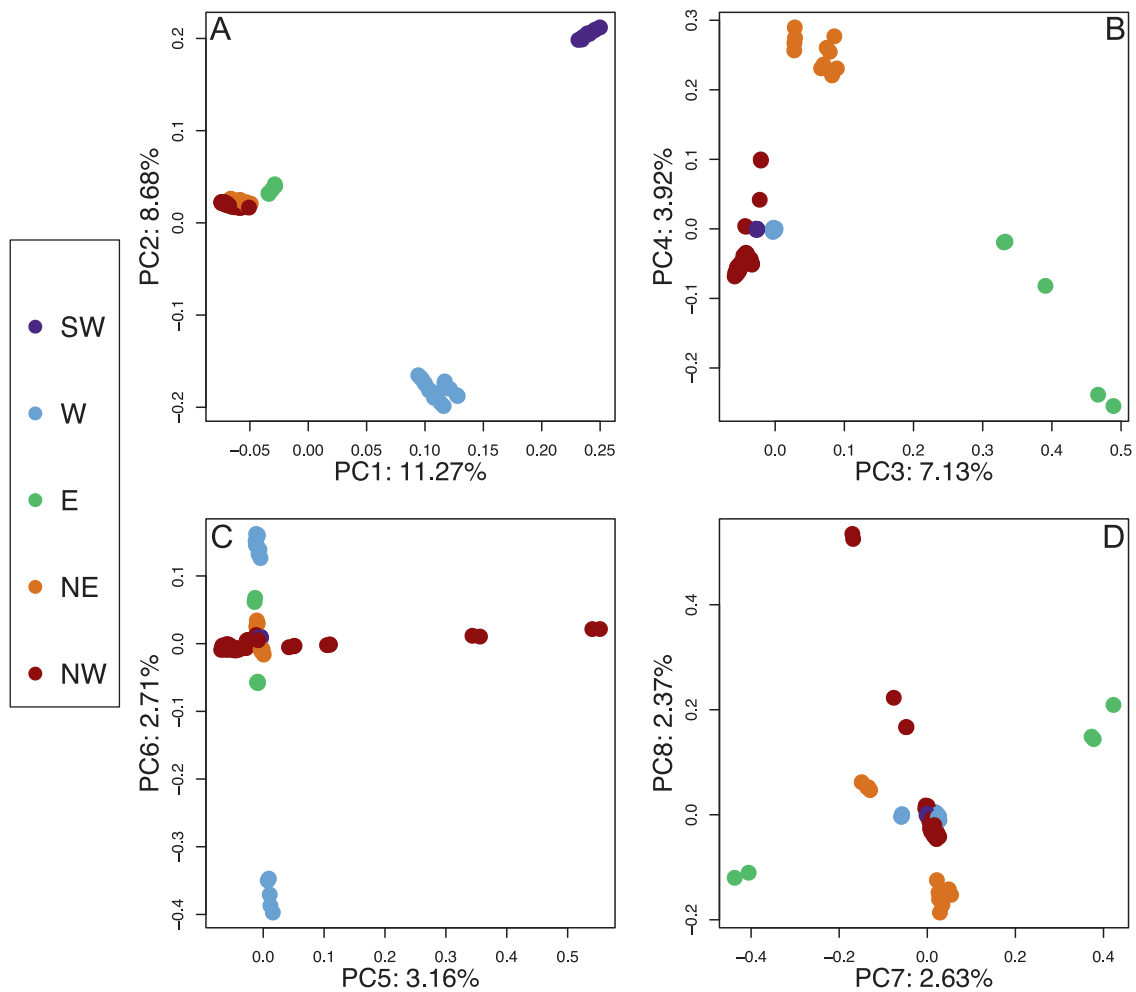 SW
W
E
NE
NW
A
PC2: 8.68%
0.2
0.1
0.0
−0.1
−0.2
−0.05 0.00 0.05 0.10 0.15 0.20 0.25
PC1: 11.27%
B
PC4: 3.92%
0.3
0.2
0.1
0.0
−0.1
−0.2
0.0 0.1 0.2 0.3 0.4 0.5
PC3: 7.13%
C
PC6: 2.71%
0.1
0.0
−0.1
−0.2
−0.3
−0.4
0.0 0.1 0.2 0.3 0.4 0.5
PC5: 3.16%
D
PC8: 2.37%
0.4
0.2
0.0
−0.2
−0.4 −0.2 0.0 0.2 0.4
PC7: 2.63%